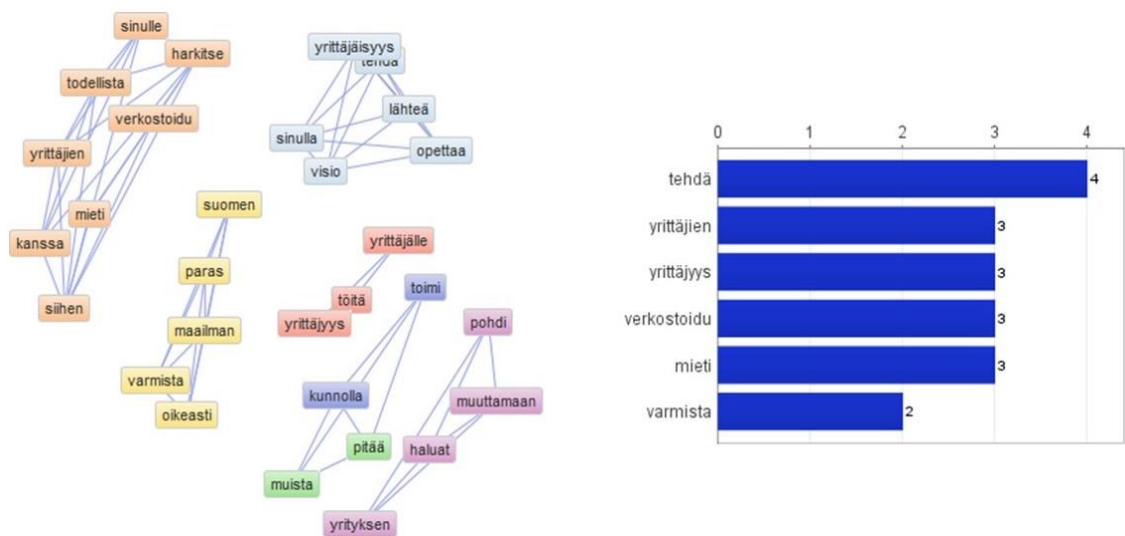 sinulle
harkitse
todellista
verkostoidu
yrittäjien
mieti
kanssa
siihen
yrittäjäisyys
tehdä
lähteä
sinulla
opettaa
visio
suomen
paras
maailman
varmista
oikeasti
yrittäjälle
töitä
yrittäjyys
toimi
kunnolla
pitää
muista
pohdi
muuttamaan
haluat
yrityksen
0 1 2 3 4
tehdä 4
yrittäjien 3
yrittäjyys 3
verkostoidu 3
mieti 3
varmista 2